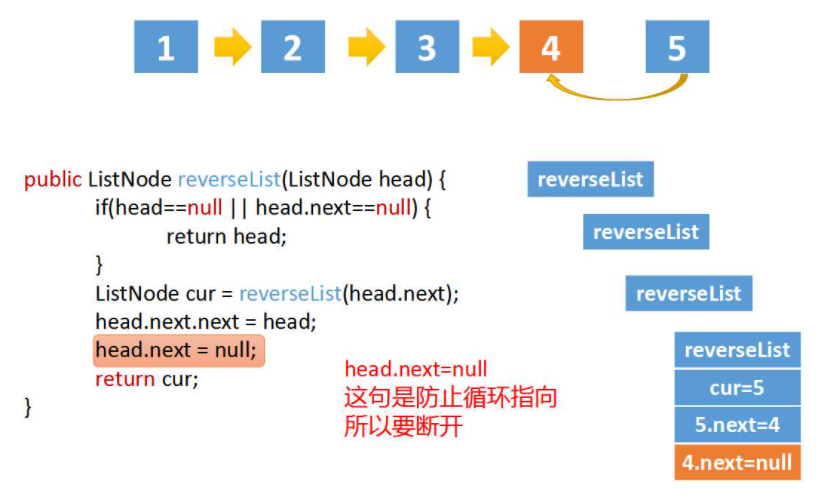 1 2 3 4 5
public ListNode reverseList(ListNode head) {
if(head==null || head.next==null) {
return head;
}
ListNode cur = reverseList(head.next);
head.next.next = head;
head.next = null;
return cur;
}
head.next=null
这句是防止循环指向
所以要断开
reverseList
reverseList
reverseList
reverseList
cur=5
5.next=4
4.next=null